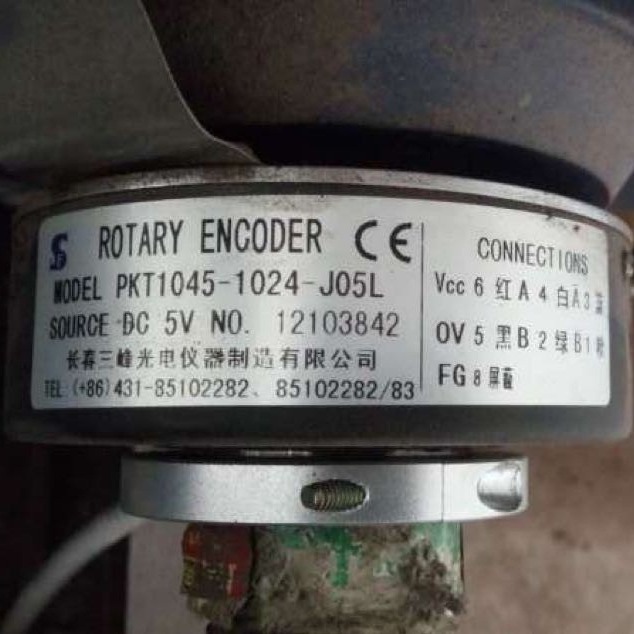 ROTARY ENCODER CE
MODEL PKT1045-1024-J05L
SOURCE DC 5V NO. 12103842
长春三峰光电仪器制造有限公司
TEL:(+86)431-85102282、85102282/83
CONNECTIONS
Vcc 6 红 A 4 白 Ā 3
0V 5 黑 B 2 绿 B 1
FG 8 屏蔽